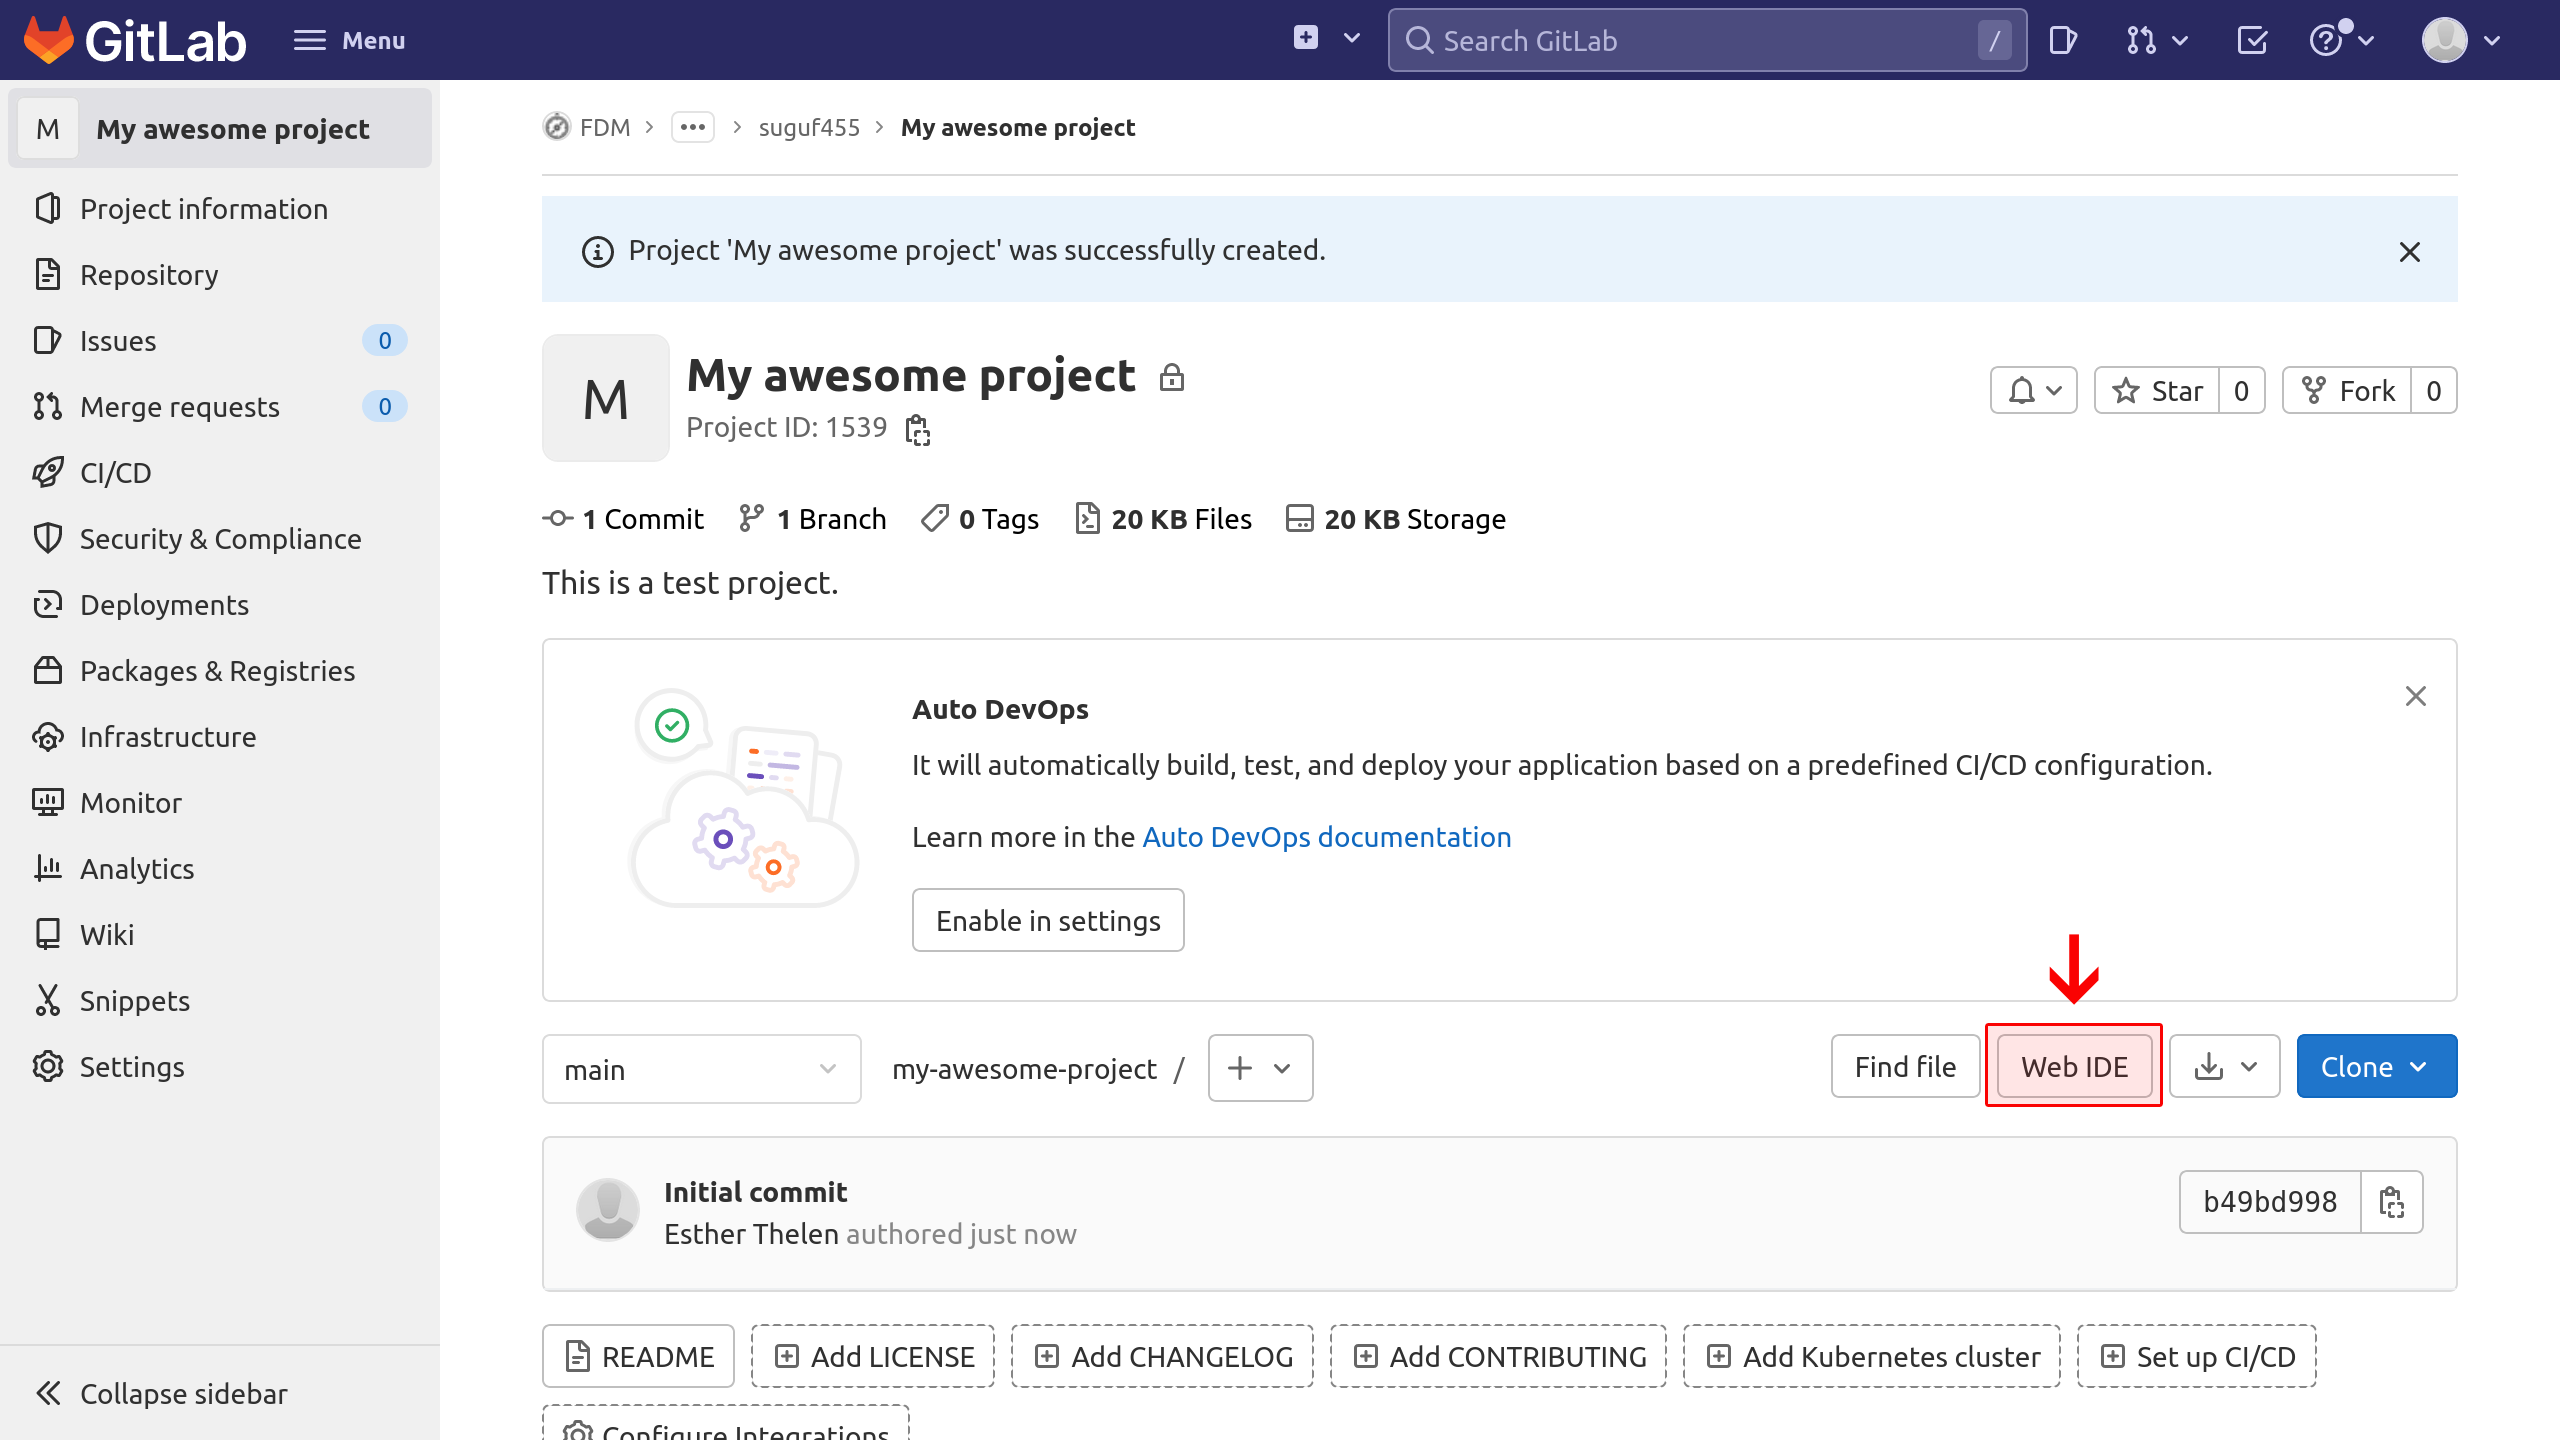 GitLab
Menu
Search GitLab
/
M
My awesome project
Project information
Repository
Issues
0
Merge requests
0
CI/CD
Security & Compliance
Deployments
Packages & Registries
Infrastructure
Monitor
Analytics
Wiki
Snippets
Settings
Collapse sidebar
FDM
suguf455
My awesome project
Project 'My awesome project' was successfully created.
M
My awesome project
Project ID: 1539
Star
0
Fork
0
1 Commit
1 Branch
0 Tags
20 KB Files
20 KB Storage
This is a test project.
Auto DevOps
It will automatically build, test, and deploy your application based on a predefined CI/CD configuration.
Learn more in the Auto DevOps documentation
Enable in settings
main
my-awesome-project /
Find file
Web IDE
Clone
Initial commit
Esther Thelen authored just now
b49bd998
README
Add LICENSE
Add CHANGELOG
Add CONTRIBUTING
Add Kubernetes cluster
Set up CI/CD
Configure Integrations